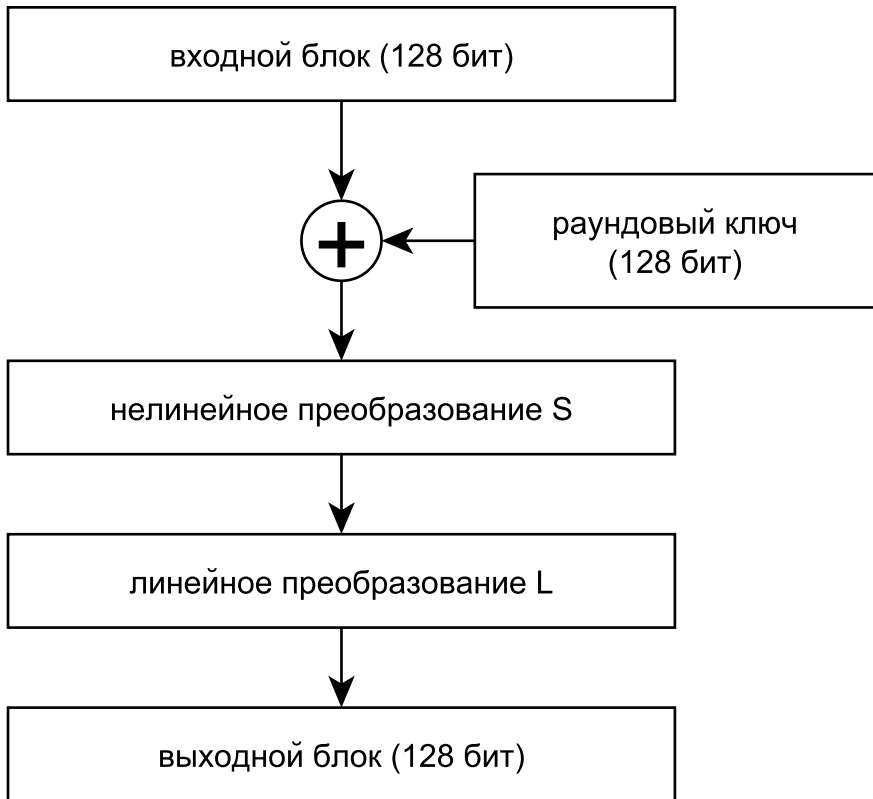 входной блок (128 бит)
раундовый ключ
(128 бит)
нелинейное преобразование S
линейное преобразование L
выходной блок (128 бит)